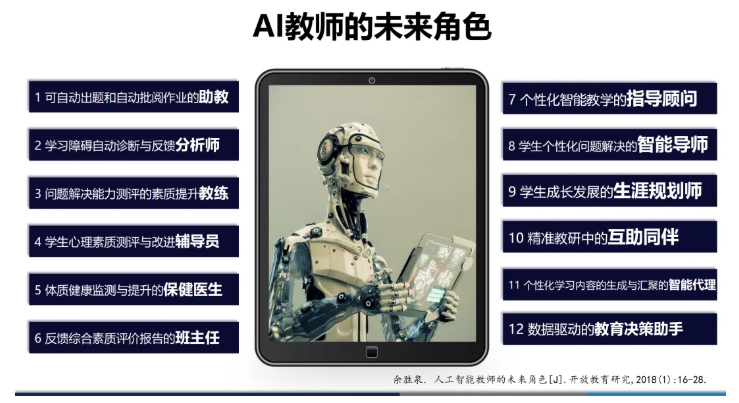 AI教师的未来角色
1 可自动出题和自动批阅作业的助教
2 学习障碍自动诊断与反馈分析师
3 问题解决能力测评的素质提升教练
4 学生心理素质测评与改进辅导员
5 体质健康监测与提升的保健医生
6 反馈综合素质评价报告的班主任
7 个性化智能教学的指导顾问
8 学生个性化问题解决的智能导师
9 学生成长发展的生涯规划师
10 精准教研中的互助同伴
11 个性化学习内容的生成与汇聚的智能代理
12 数据驱动的教育决策助手
余胜泉. 人工智能教师的未来角色[J].开放教育研究,2018(1):16-28.